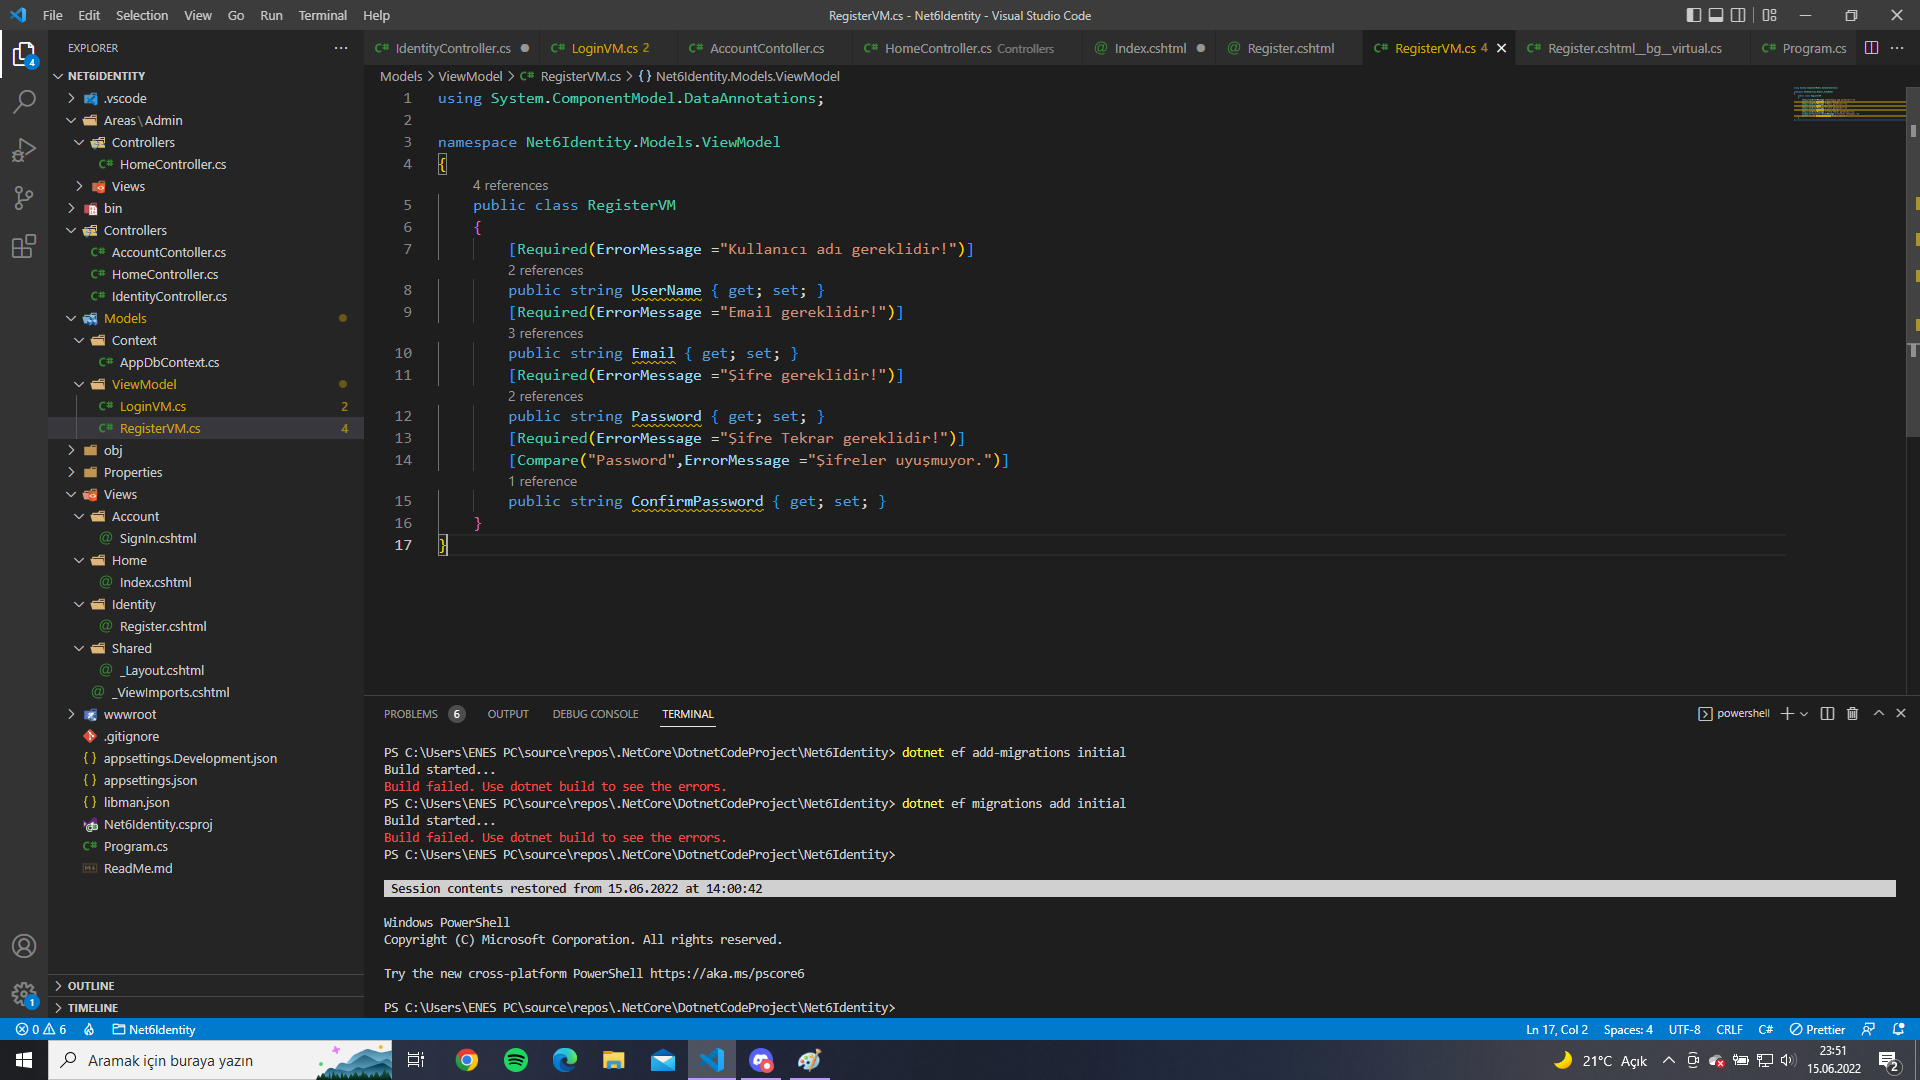 File Edit Selection View Go Run Terminal Help
RegisterVM.cs - Net6Identity - Visual Studio Code
EXPLORER
IdentityController.cs
LoginVM.cs 2
AccountContoller.cs
HomeController.cs Controllers
Index.cshtml
Register.cshtml
RegisterVM.cs 4
Register.cshtml__bg__virtual.cs
Program.cs
Models > ViewModel > RegisterVM.cs > {} Net6Identity.Models.ViewModel
4
NET6IDENTITY
.vscode
Areas\Admin
Controllers
HomeController.cs
Views
bin
Controllers
AccountContoller.cs
HomeController.cs
IdentityController.cs
Models
Context
AppDbContext.cs
ViewModel
LoginVM.cs 2
RegisterVM.cs 4
obj
Properties
Views
Account
SignIn.cshtml
Home
Index.cshtml
Identity
Register.cshtml
Shared
_Layout.cshtml
_ViewImports.cshtml
wwwroot
.gitignore
appsettings.Development.json
appsettings.json
libman.json
Net6Identity.csproj
Program.cs
ReadMe.md
OUTLINE
TIMELINE
1 using System.ComponentModel.DataAnnotations;
2
3 namespace Net6Identity.Models.ViewModel
4 {
4 references
5 public class RegisterVM
6 {
7 [Required(ErrorMessage ="Kullanıcı adı gereklidir!")]
2 references
8 public string UserName { get; set; }
9 [Required(ErrorMessage ="Email gereklidir!")]
3 references
10 public string Email { get; set; }
11 [Required(ErrorMessage ="Şifre gereklidir!")]
2 references
12 public string Password { get; set; }
13 [Required(ErrorMessage ="Şifre Tekrar gereklidir!")]
14 [Compare("Password",ErrorMessage ="Şifreler uyuşmuyor.")]
1 reference
15 public string ConfirmPassword { get; set; }
16 }
17 }
PROBLEMS 6 OUTPUT DEBUG CONSOLE TERMINAL
powershell
PS C:\Users\ENES PC\source\repos\.NetCore\DotnetCodeProject\Net6Identity> dotnet ef add-migrations initial
Build started...
Build failed. Use dotnet build to see the errors.
PS C:\Users\ENES PC\source\repos\.NetCore\DotnetCodeProject\Net6Identity> dotnet ef migrations add initial
Build started...
Build failed. Use dotnet build to see the errors.
PS C:\Users\ENES PC\source\repos\.NetCore\DotnetCodeProject\Net6Identity>
Session contents restored from 15.06.2022 at 14:00:42
Windows PowerShell
Copyright (C) Microsoft Corporation. All rights reserved.
Try the new cross-platform PowerShell https://aka.ms/pscore6
PS C:\Users\ENES PC\source\repos\.NetCore\DotnetCodeProject\Net6Identity>
1
0 6 Net6Identity
Ln 17, Col 2 Spaces: 4 UTF-8 CRLF C# Prettier
Aramak için buraya yazın
21°C Açık
23:51
15.06.2022
2